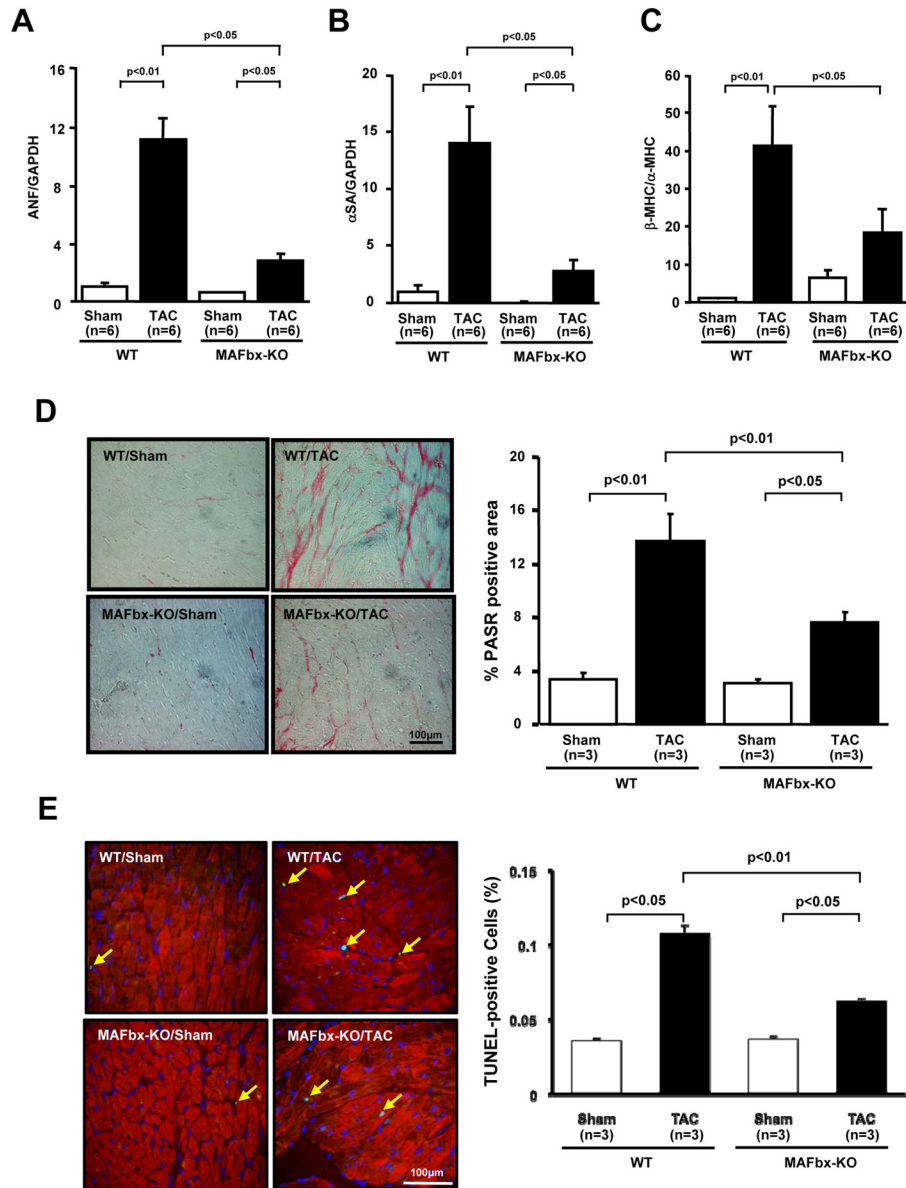 A
p<0.05
p<0.01
p<0.05
16
12
8
4
0
ANF/GAPDH
Sham
(n=6)
TAC
(n=6)
Sham
(n=6)
TAC
(n=6)
WT
MAFbx-KO
B
p<0.05
p<0.01
p<0.05
20
15
10
5
0
αSA/GAPDH
Sham
(n=6)
TAC
(n=6)
Sham
(n=6)
TAC
(n=6)
WT
MAFbx-KO
C
p<0.01
p<0.05
60
50
40
30
20
10
0
β-MHC/α-MHC
Sham
(n=6)
TAC
(n=6)
Sham
(n=6)
TAC
(n=6)
WT
MAFbx-KO
D
WT/Sham
WT/TAC
MAFbx-KO/Sham
MAFbx-KO/TAC
100μm
p<0.01
p<0.01
p<0.05
20
16
12
8
4
0
% PASR positive area
Sham
(n=3)
TAC
(n=3)
Sham
(n=3)
TAC
(n=3)
WT
MAFbx-KO
E
WT/Sham
WT/TAC
MAFbx-KO/Sham
MAFbx-KO/TAC
100μm
p<0.01
p<0.05
p<0.05
0.15
0.1
0.05
0
TUNEL-positive Cells (%)
Sham
(n=3)
TAC
(n=3)
Sham
(n=3)
TAC
(n=3)
WT
MAFbx-KO